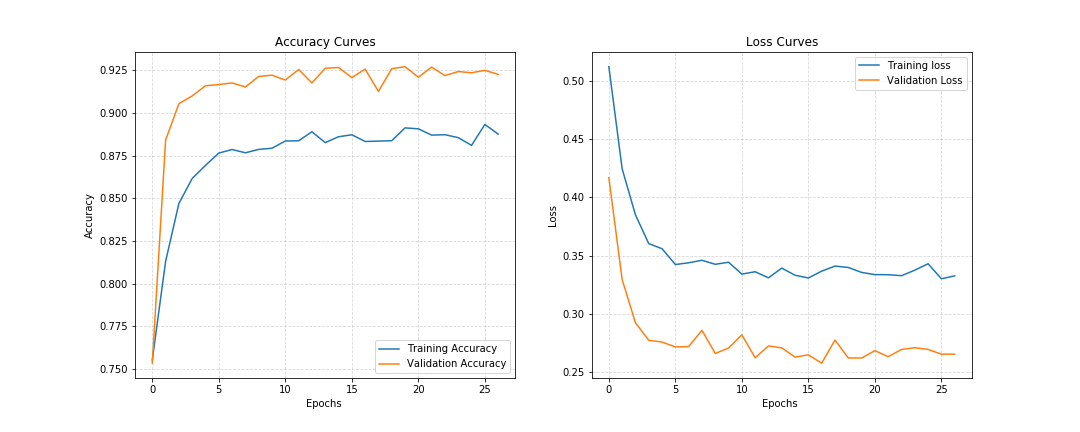 Accuracy Curves
0.925
0.900
0.875
0.850
0.825
0.800
0.775
0.750
Accuracy
0 5 10 15 20 25
Epochs
Training Accuracy
Validation Accuracy
Loss Curves
0.50
0.45
0.40
0.35
0.30
0.25
Loss
0 5 10 15 20 25
Epochs
Training loss
Validation Loss